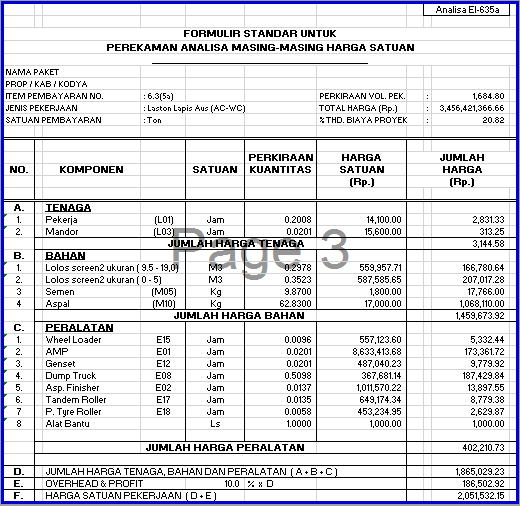 Analisa EI-635a
FORMULIR STANDAR UNTUK
PEREKAMAN ANALISA MASING-MASING HARGA SATUAN
NAMA PAKET
PROP / KAB / KODYA
ITEM PEMBAYARAN NO. : 6.3(5a) PERKIRAAN VOL. PEK. : 1,684.80
JENIS PEKERJAAN : Laston Lapis Aus (AC-WC) TOTAL HARGA (Rp.) : 3,456,421,366.66
SATUAN PEMBAYARAN : Ton % THD. BIAYA PROYEK : 20.82
NO. KOMPONEN SATUAN PERKIRAAN KUANTITAS HARGA SATUAN (Rp.) JUMLAH HARGA (Rp.)
A. TENAGA
1. Pekerja (L01) Jam 0.2008 14,100.00 2,831.33
2. Mandor (L03) Jam 0.0201 15,600.00 313.25
JUMLAH HARGA TENAGA 3,144.58
B. BAHAN
1. Lolos screen2 ukuran ( 9.5 - 19,0) M3 0.2978 559,957.71 166,780.64
2. Lolos screen2 ukuran ( 0 - 5) M3 0.3523 587,585.65 207,017.28
3 Semen (M05) Kg 9.8700 1,800.00 17,766.00
4 Aspal (M10) Kg 62.8300 17,000.00 1,068,110.00
JUMLAH HARGA BAHAN 1,459,673.92
C. PERALATAN
1. Wheel Loader E15 Jam 0.0096 557,123.60 5,332.44
2. AMP E01 Jam 0.0201 8,633,413.68 173,361.72
3. Genset E12 Jam 0.0201 487,040.23 9,779.92
4. Dump Truck E08 Jam 0.5098 367,681.14 187,429.84
5. Asp. Finisher E02 Jam 0.0137 1,011,570.22 13,897.55
6. Tandem Roller E17 Jam 0.0135 649,174.34 8,779.38
7 P. Tyre Roller E18 Jam 0.0058 453,234.95 2,629.87
8 Alat Bantu Ls 1.0000 1,000.00 1,000.00
JUMLAH HARGA PERALATAN 402,210.73
D. JUMLAH HARGA TENAGA, BAHAN DAN PERALATAN ( A + B + C ) 1,865,029.23
E. OVERHEAD & PROFIT 10.0 % x D 186,502.92
F. HARGA SATUAN PEKERJAAN ( D + E ) 2,051,532.15
Page 3